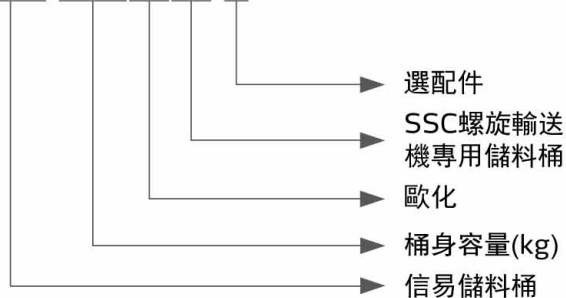 選配件
SSC螺旋輸送
機專用儲料桶
歐化
桶身容量(kg)
信易儲料桶